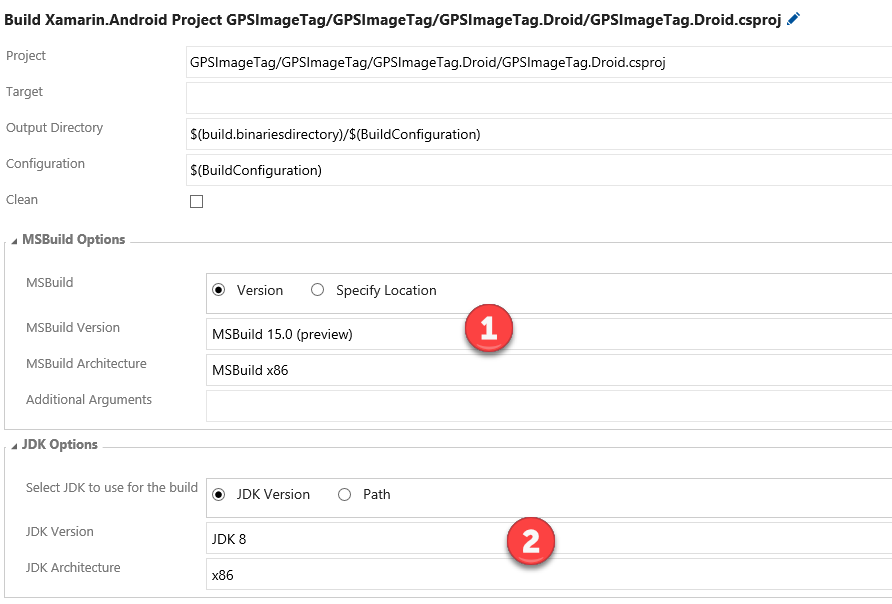 Build Xamarin.Android Project GPSImageTag/GPSImageTag/GPSImageTag.Droid/GPSImageTag.Droid.csproj
Project GPSImageTag/GPSImageTag/GPSImageTag.Droid/GPSImageTag.Droid.csproj
Target
Output Directory $(build.binariesdirectory)/$(BuildConfiguration)
Configuration $(BuildConfiguration)
Clean
MSBuild Options
MSBuild Version Specify Location
1
MSBuild Version MSBuild 15.0 (preview)
MSBuild Architecture MSBuild x86
Additional Arguments
JDK Options
Select JDK to use for the build JDK Version Path
JDK Version JDK 8
2
JDK Architecture x86